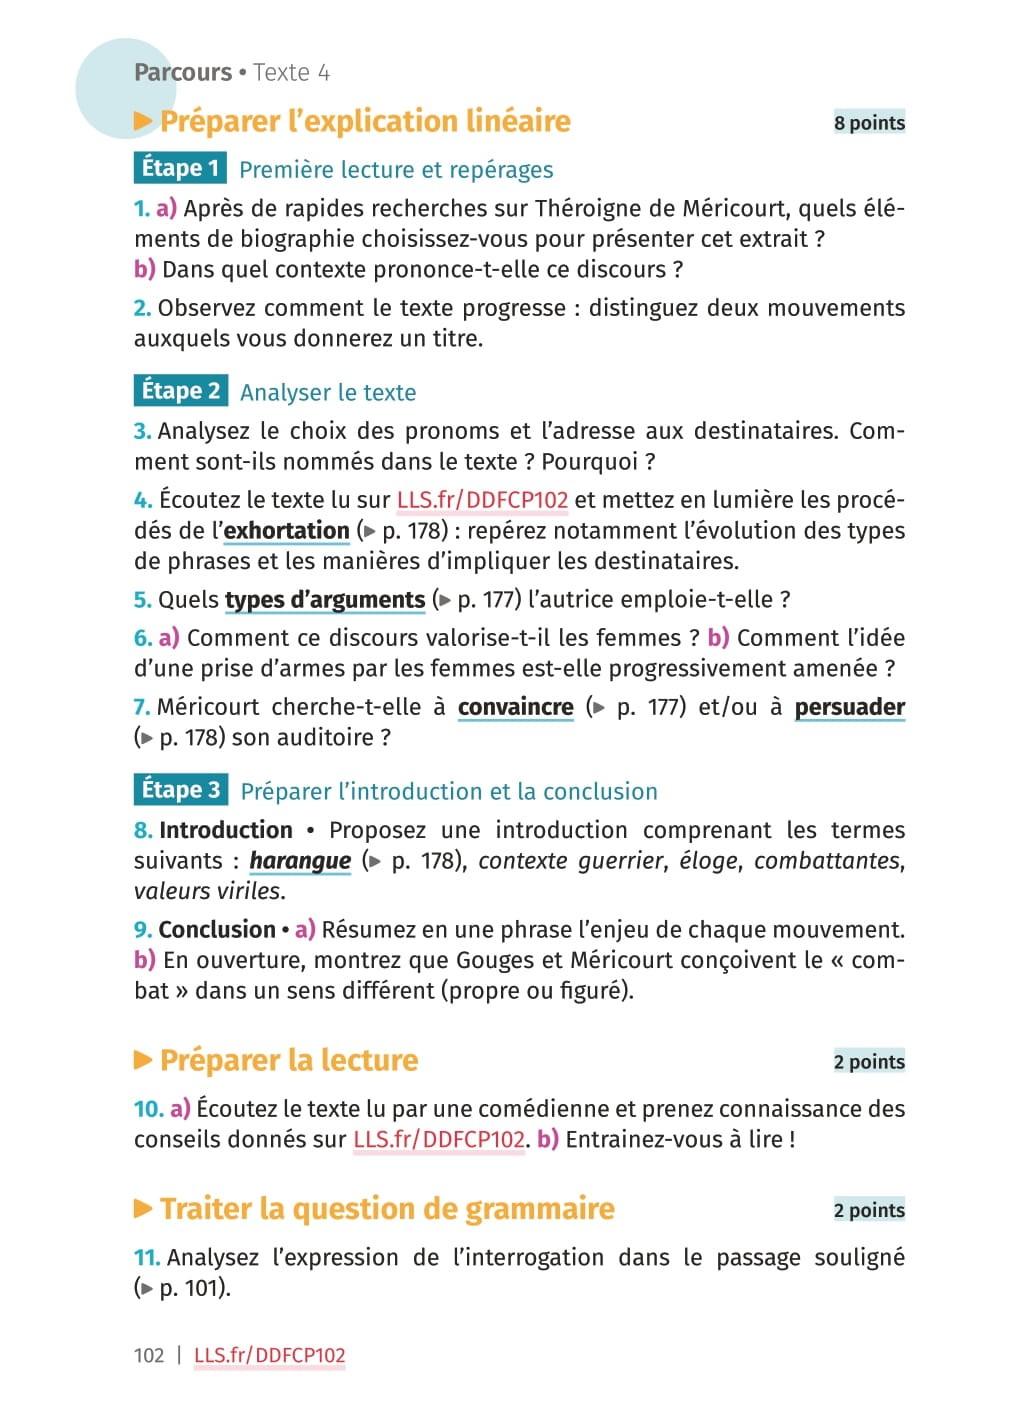 Parcours • Texte 4
▶ Préparer l'explication linéaire 8 points
Étape 1 Première lecture et repérages
1. a) Après de rapides recherches sur Théroigne de Méricourt, quels élé-
ments de biographie choisissez-vous pour présenter cet extrait ?
b) Dans quel contexte prononce-t-elle ce discours ?
2. Observez comment le texte progresse : distinguez deux mouvements
auxquels vous donnerez un titre.
Étape 2 Analyser le texte
3. Analysez le choix des pronoms et l'adresse aux destinataires. Com-
ment sont-ils nommés dans le texte ? Pourquoi ?
4. Écoutez le texte lu sur LLS.fr/DDFCP102 et mettez en lumière les procé-
dés de l'exhortation (▶ p. 178) : repérez notamment l'évolution des types
de phrases et les manières d'impliquer les destinataires.
5. Quels types d'arguments (▶ p. 177) l'autrice emploie-t-elle ?
6. a) Comment ce discours valorise-t-il les femmes ? b) Comment l'idée
d'une prise d'armes par les femmes est-elle progressivement amenée ?
7. Méricourt cherche-t-elle à convaincre (▶ p. 177) et/ou à persuader
(▶ p. 178) son auditoire ?
Étape 3 Préparer l'introduction et la conclusion
8. Introduction • Proposez une introduction comprenant les termes
suivants : harangue (▶ p. 178), contexte guerrier, éloge, combattantes,
valeurs viriles.
9. Conclusion • a) Résumez en une phrase l'enjeu de chaque mouvement.
b) En ouverture, montrez que Gouges et Méricourt conçoivent le « com-
bat » dans un sens différent (propre ou figuré).
▶ Préparer la lecture 2 points
10. a) Écoutez le texte lu par une comédienne et prenez connaissance des
conseils donnés sur LLS.fr/DDFCP102. b) Entrainez-vous à lire !
▶ Traiter la question de grammaire 2 points
11. Analysez l'expression de l'interrogation dans le passage souligné
(▶ p. 101).
102 | LLS.fr/DDFCP102